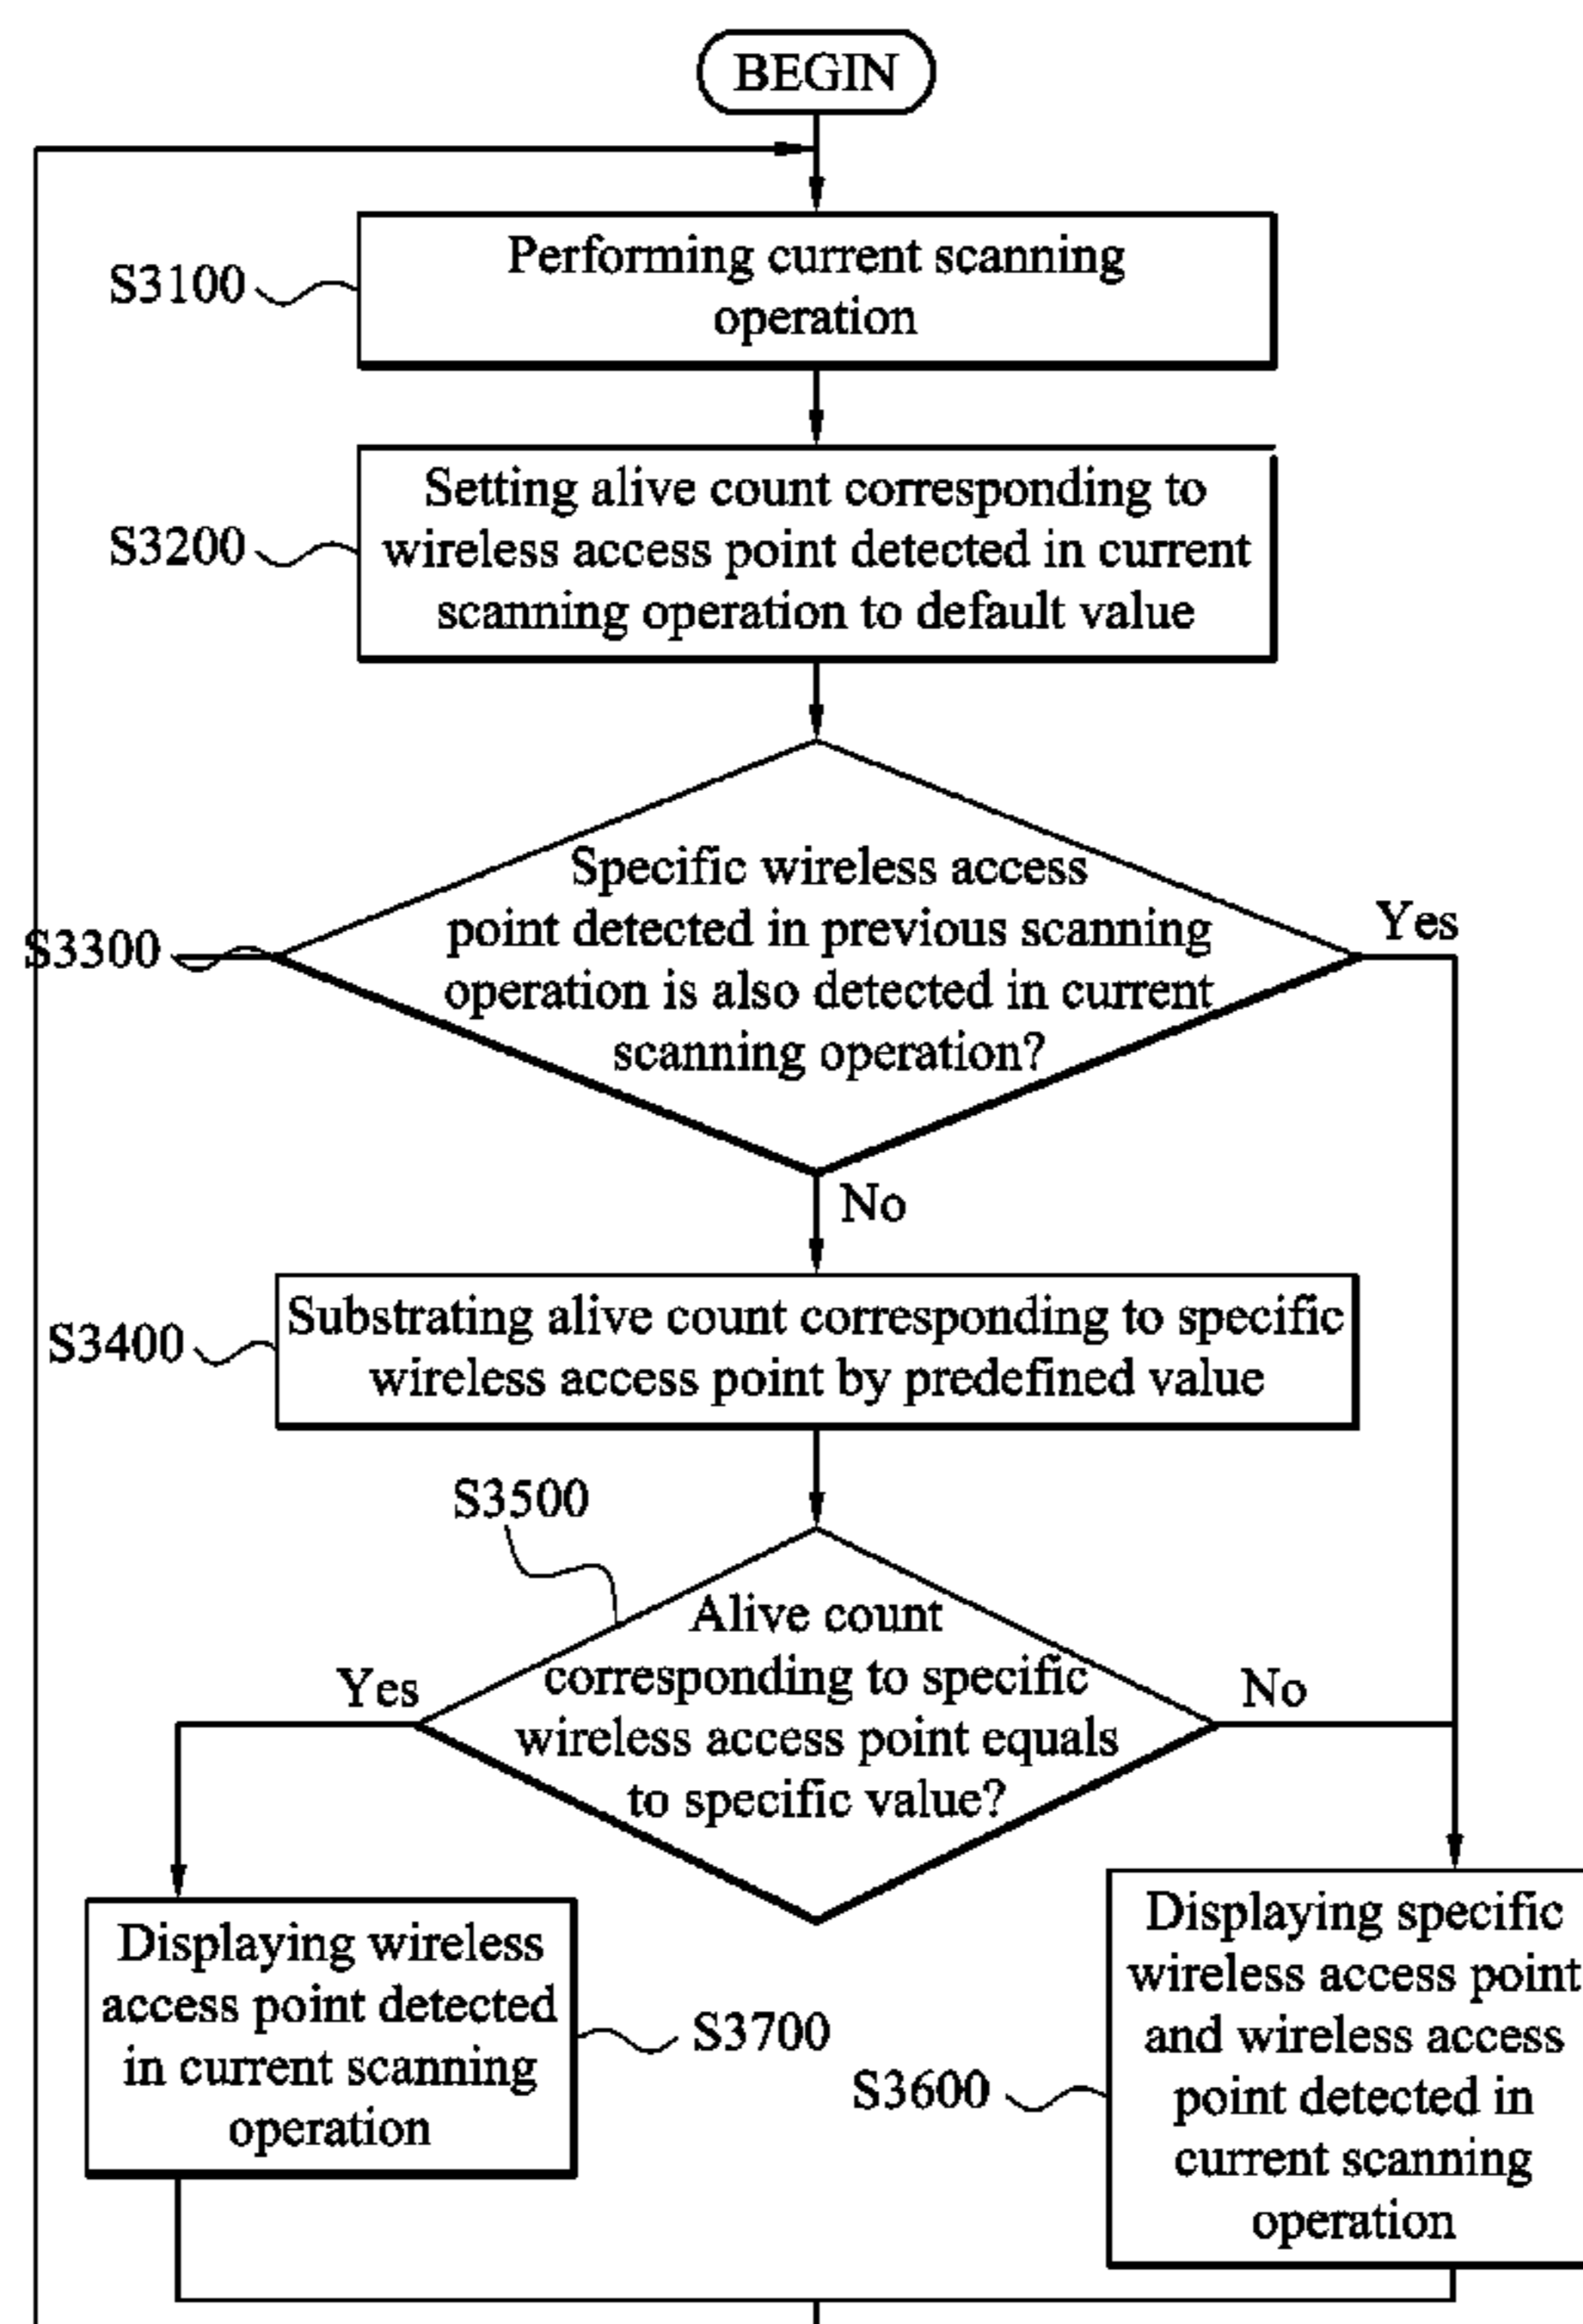 BEGIN
S3100
Performing current scanning
operation
S3200
Setting alive count corresponding to
wireless access point detected in current
scanning operation to default value
S3300
Specific wireless access
point detected in previous scanning
operation is also detected in current
scanning operation?
Yes
No
S3400
Substrating alive count corresponding to specific
wireless access point by predefined value
S3500
Alive count
corresponding to specific
wireless access point equals
to specific value?
Yes
No
Displaying wireless
access point detected
in current scanning
operation
S3700
S3600
Displaying specific
wireless access point
and wireless access
point detected in
current scanning
operation